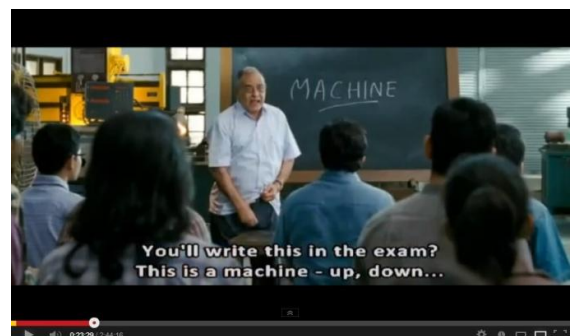 MACHINE
You'll write this in the exam?
This is a machine - up, down...
0:23:29 / 2:44:16